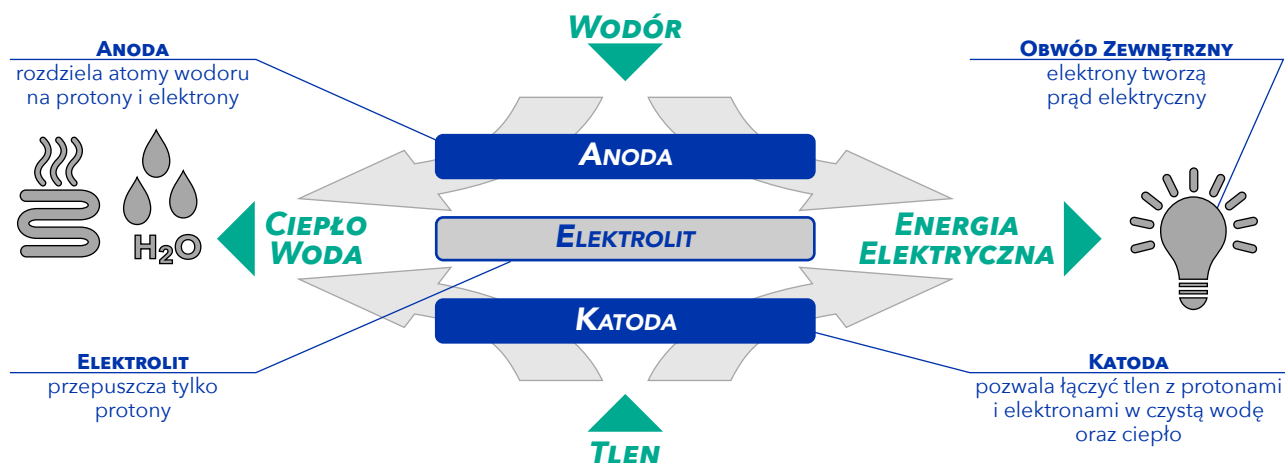 WODÓR
ANODA
rozdziela atomy wodoru
na protony i elektrony
OBWÓD ZEWNĘTRZNY
elektrony tworzą
prąd elektryczny
ANODA
H₂O
CIEPŁO
WODA
ELEKTROLIT
ENERGIA
ELEKTRYCZNA
KATODA
ELEKTROLIT
przepuszcza tylko
protony
KATODA
pozwala łączyć tlen z protonami
i elektronami w czystą wodę
oraz ciepło
TLEN